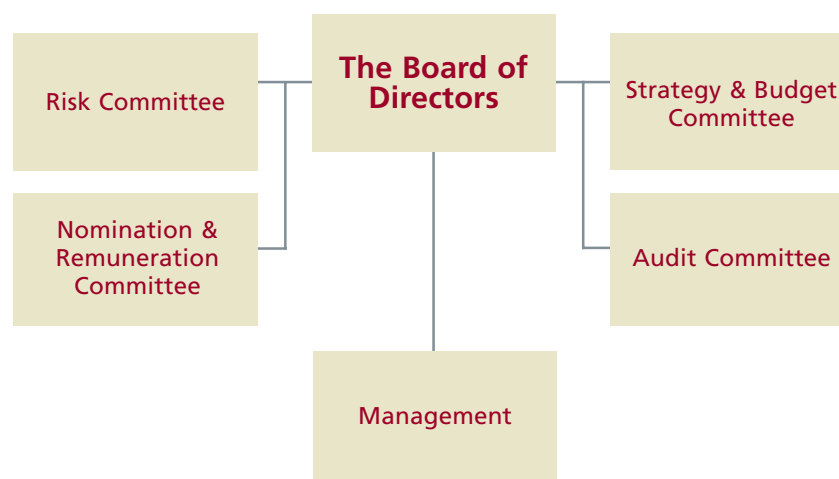 Risk Committee
The Board of
Directors
Strategy & Budget
Committee
Nomination &
Remuneration
Committee
Audit Committee
Management